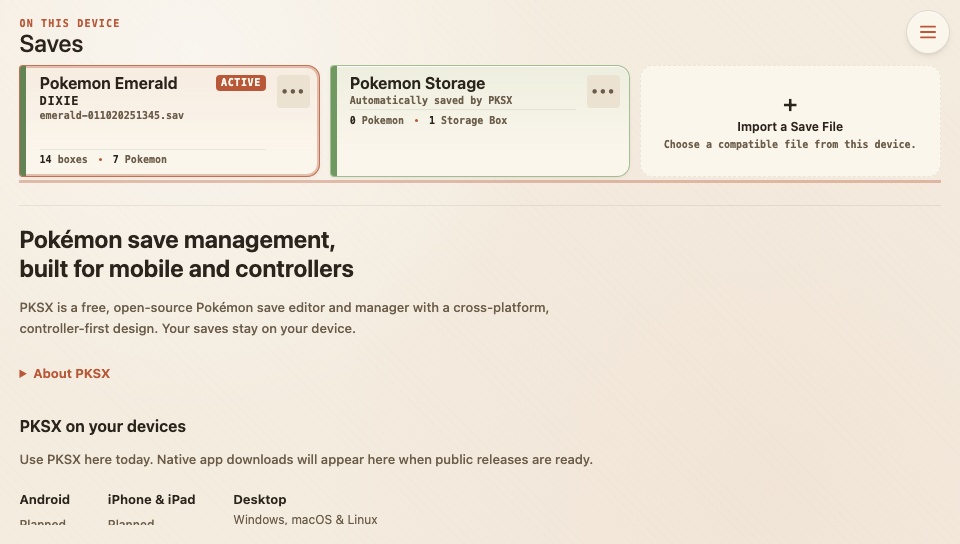 ON THIS DEVICE
Saves
Pokemon Emerald
ACTIVE
DIXIE
emerald-011020251345.sav
14 boxes • 7 Pokemon
Pokemon Storage
Automatically saved by PKSX
0 Pokemon • 1 Storage Box
+
Import a Save File
Choose a compatible file from this device.
Pokémon save management,
built for mobile and controllers
PKSX is a free, open-source Pokémon save editor and manager with a cross-platform,
controller-first design. Your saves stay on your device.
About PKSX
PKSX on your devices
Use PKSX here today. Native app downloads will appear here when public releases are ready.
Android
Planned
iPhone & iPad
Planned
Desktop
Windows, macOS & Linux